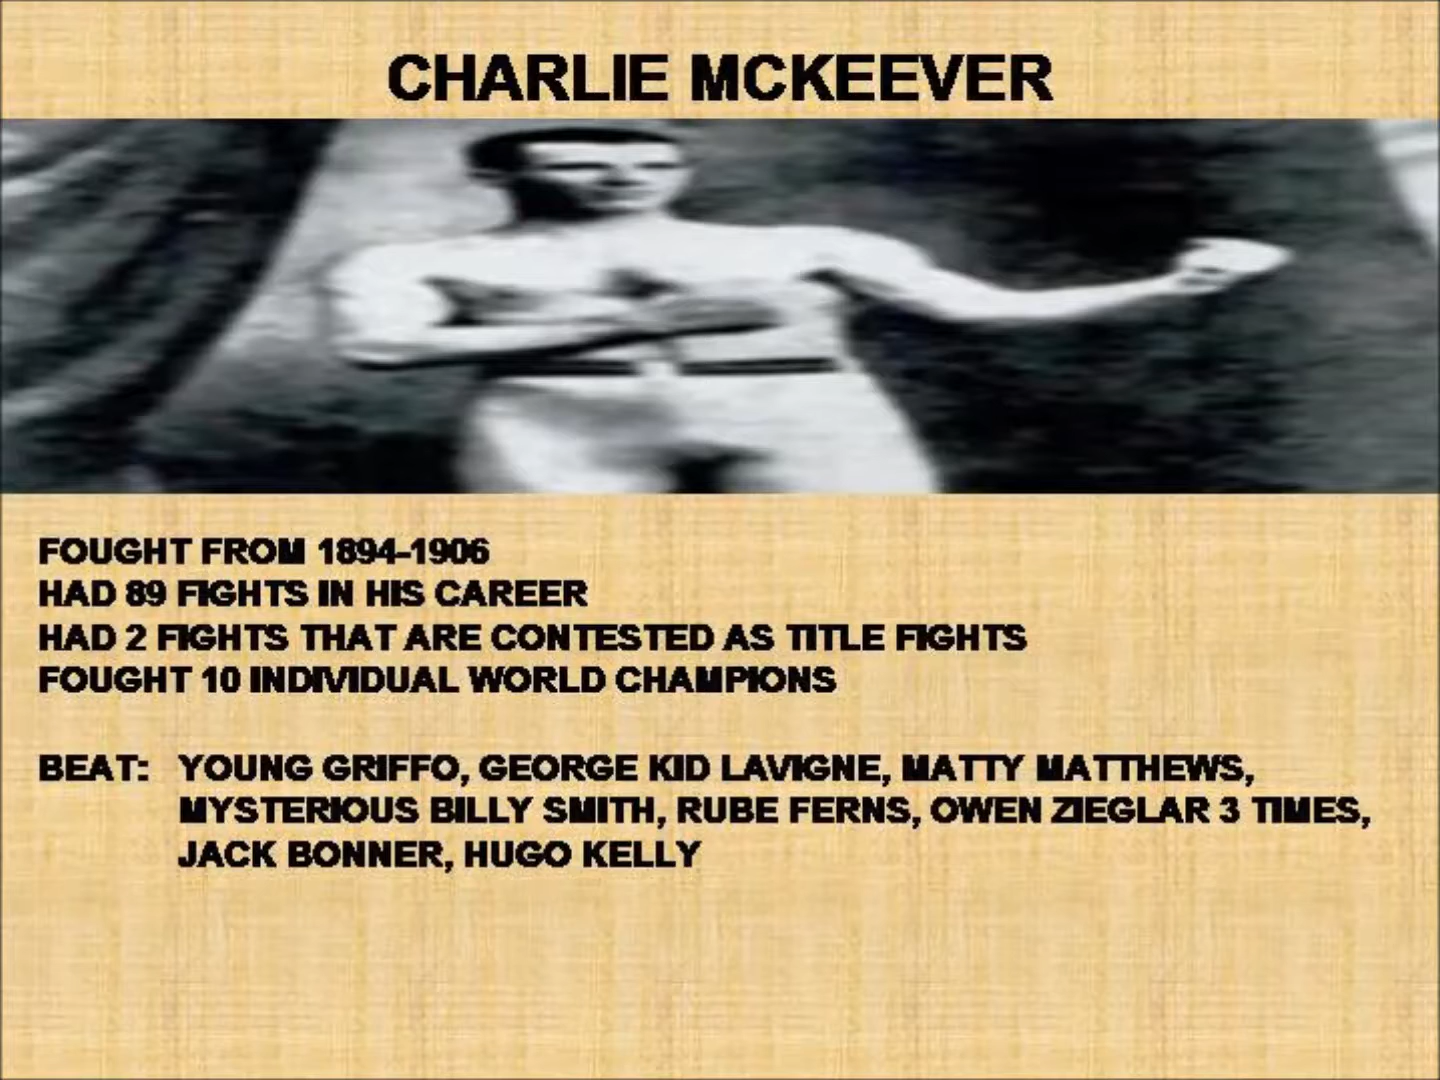 CHARLIE MCKEEVER
FOUGHT FROM 1894-1906
HAD 89 FIGHTS IN HIS CAREER
HAD 2 FIGHTS THAT ARE CONTESTED AS TITLE FIGHTS
FOUGHT 10 INDIVIDUAL WORLD CHAMPIONS
BEAT: YOUNG GRIFFO, GEORGE KID LAVIGNE, MATTY MATTHEWS,
MYSTERIOUS BILLY SMITH, RUBE FERNS, OWEN ZIEGLAR 3 TIMES,
JACK BONNER, HUGO KELLY